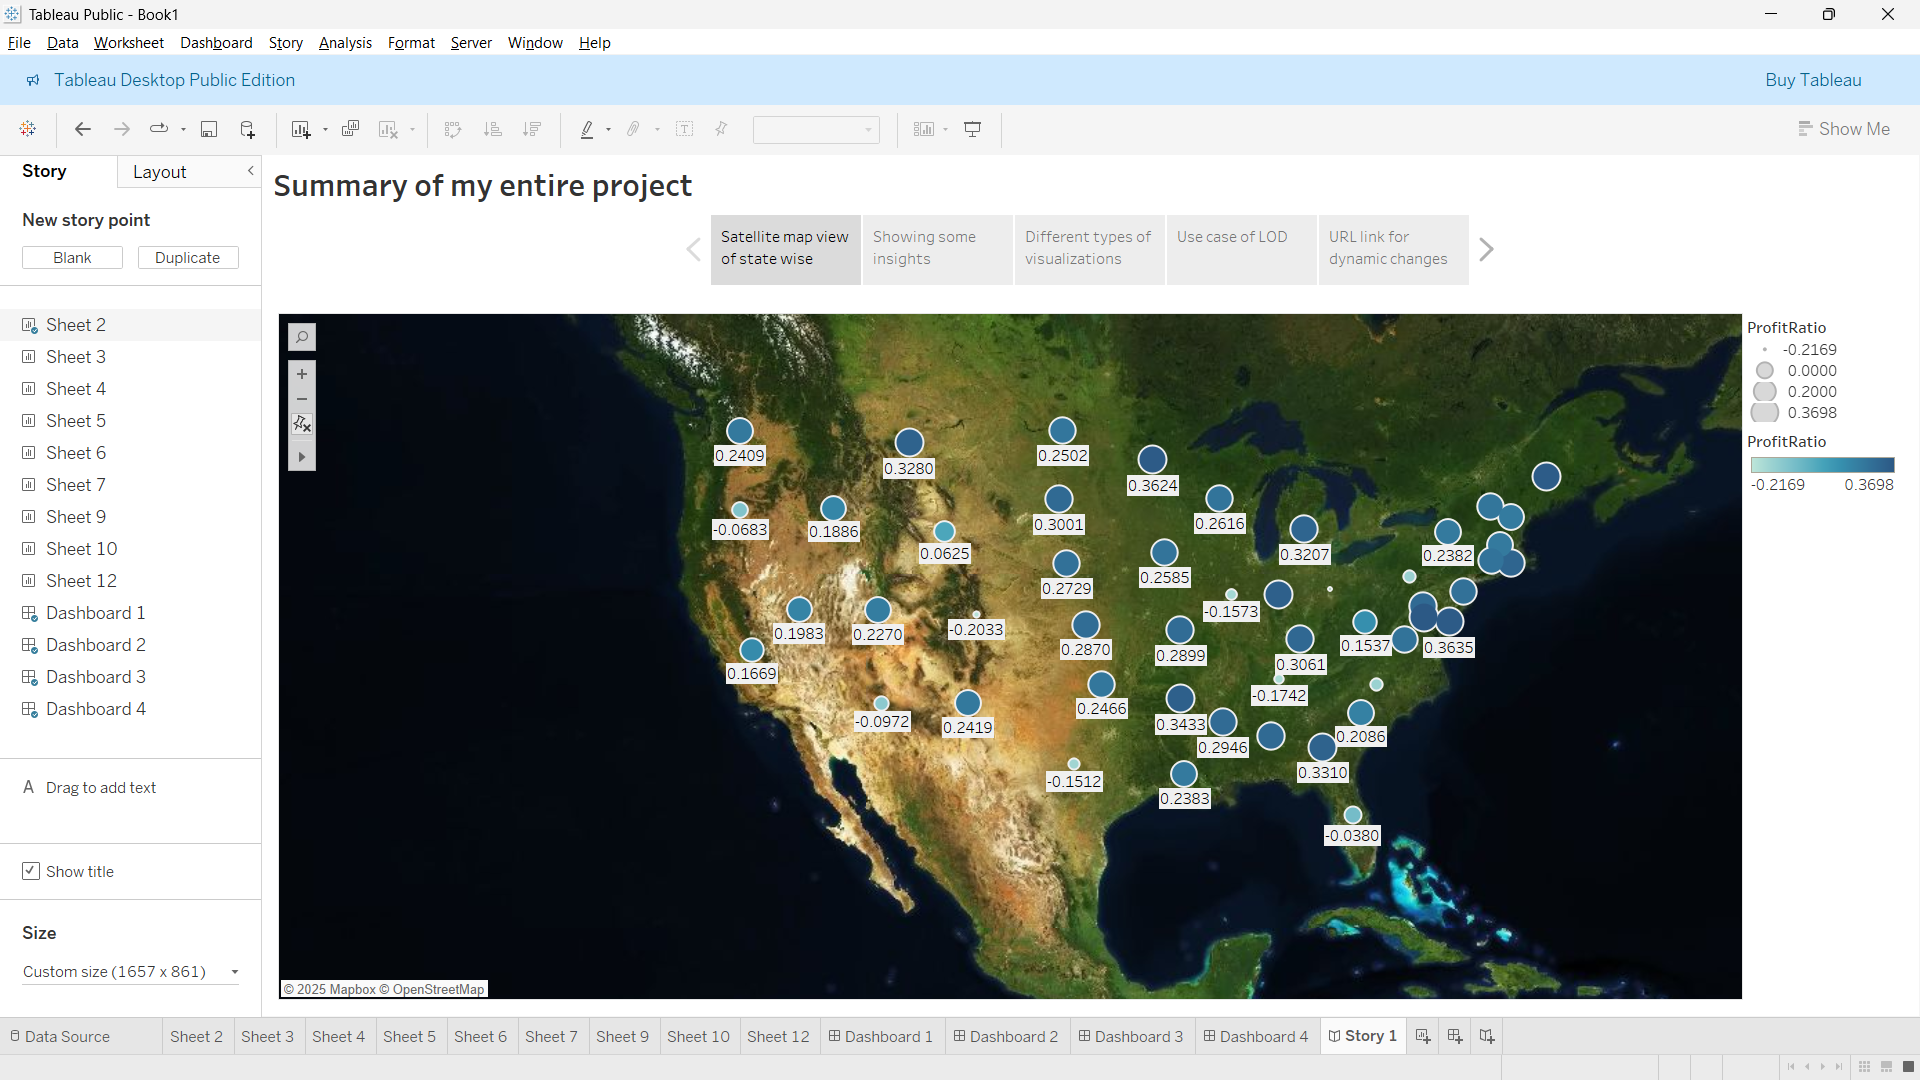 Tableau Public - Book1
File Data Worksheet Dashboard Story Analysis Format Server Window Help
Tableau Desktop Public Edition
Buy Tableau
Show Me
Story
Layout
New story point
Blank
Duplicate
Sheet 2
Sheet 3
Sheet 4
Sheet 5
Sheet 6
Sheet 7
Sheet 9
Sheet 10
Sheet 12
Dashboard 1
Dashboard 2
Dashboard 3
Dashboard 4
A Drag to add text
Show title
Size
Custom size (1657 x 861)
Summary of my entire project
Satellite map view
of state wise
Showing some
insights
Different types of
visualizations
Use case of LOD
URL link for
dynamic changes
0.2409
0.3280
0.2502
0.3624
-0.0683
0.1886
0.0625
0.3001
0.2616
0.3207
0.2382
0.2729
0.2585
-0.1573
0.1983
0.2270
-0.2033
0.2870
0.2899
0.3061
0.1537
0.3635
0.1669
-0.0972
0.2419
0.2466
0.3433
-0.1742
0.2946
0.2086
-0.1512
0.2383
0.3310
-0.0380
© 2025 Mapbox © OpenStreetMap
ProfitRatio
-0.2169
0.0000
0.2000
0.3698
ProfitRatio
-0.2169 0.3698
Data Source Sheet 2 Sheet 3 Sheet 4 Sheet 5 Sheet 6 Sheet 7 Sheet 9 Sheet 10 Sheet 12 Dashboard 1 Dashboard 2 Dashboard 3 Dashboard 4 Story 1